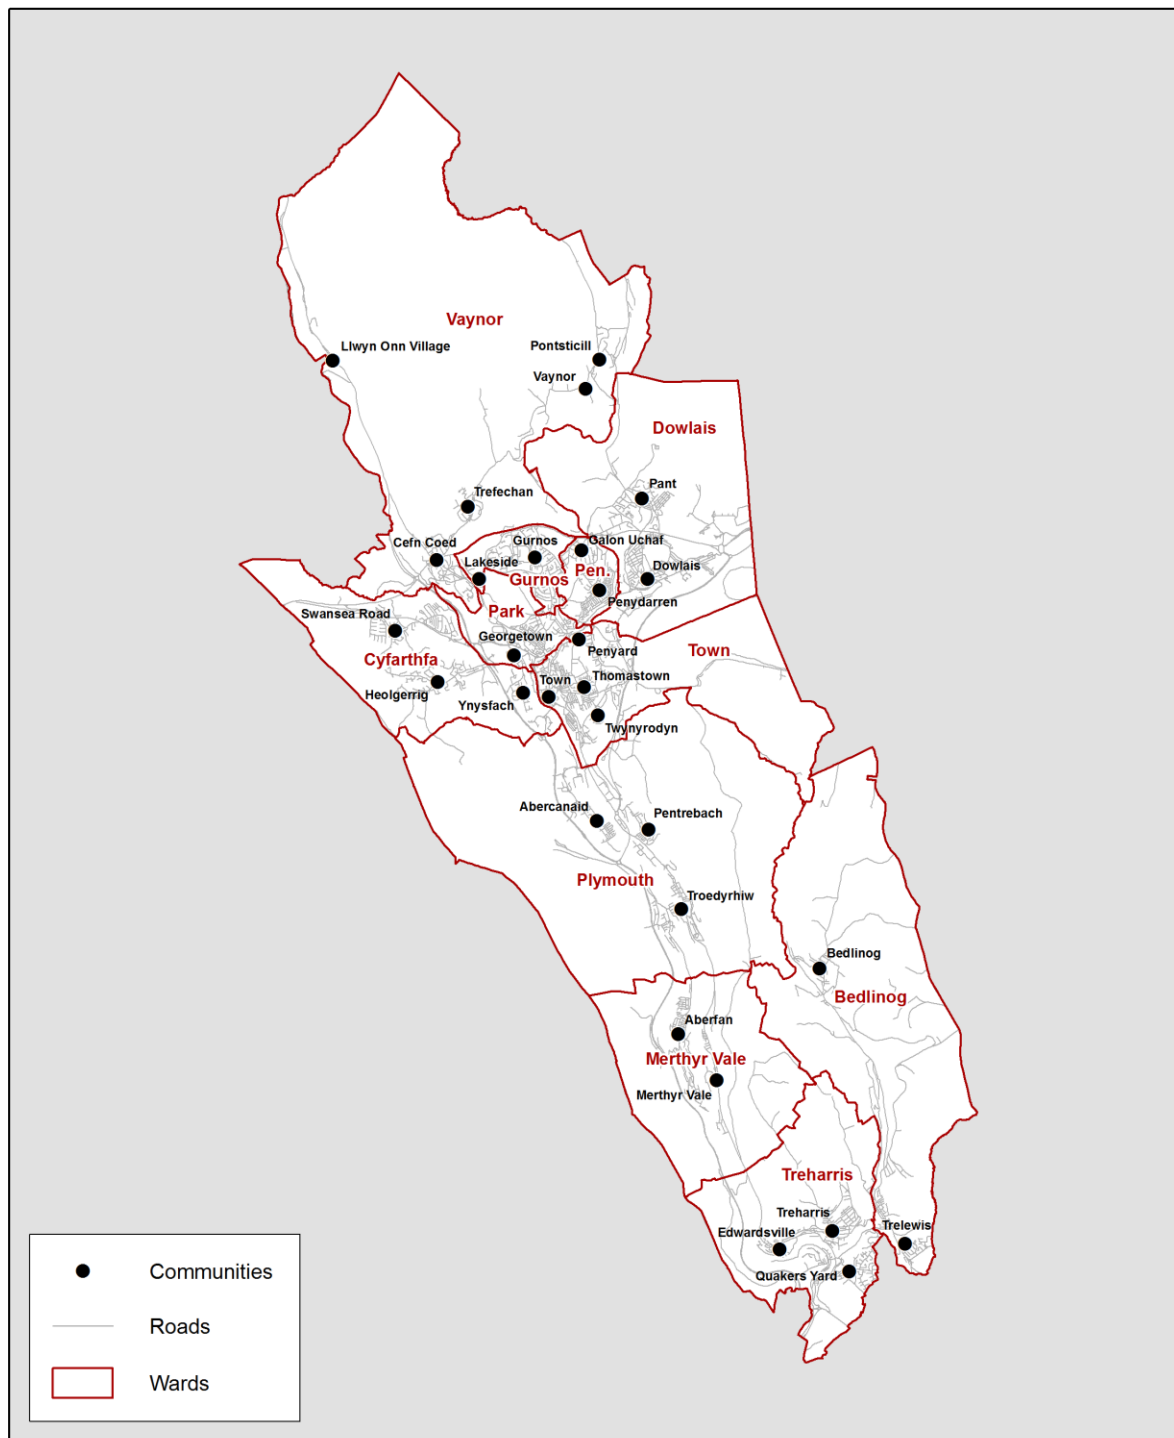 Vaynor
Llwyn Onn Village
Pontsticill
Vaynor
Dowlais
Trefechan
Pant
Cefn Coed
Gurnos
Galon Uchaf
Lakeside
Gurnos
Pen.
Dowlais
Penydarren
Park
Swansea Road
Georgetown
Penyard
Town
Cyfarthfa
Heolgerrig
Ynysfach
Town
Thomastown
Twynyrodyn
Abercanaid
Pentrebach
Plymouth
Troedyrhiw
Bedlinog
Bedlinog
Aberfan
Merthyr Vale
Merthyr Vale
Treharris
Treharris
Edwardsville
Trelewis
Quakers Yard
Communities
Roads
Wards